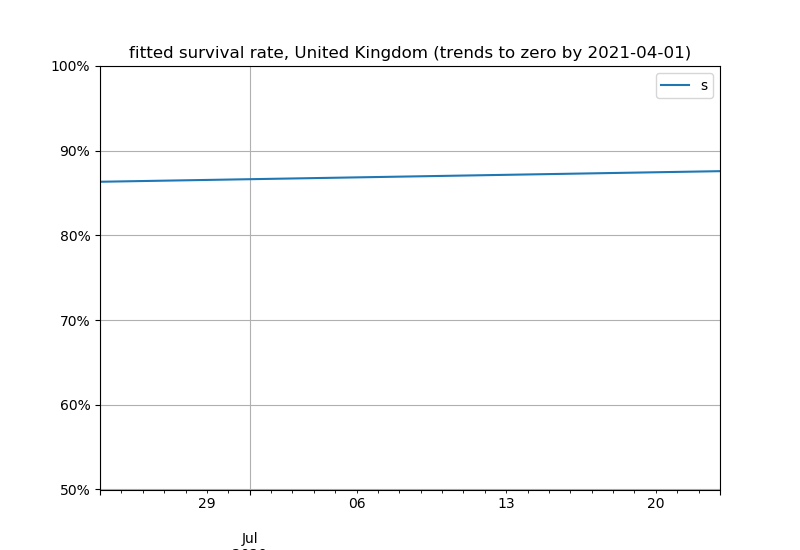 fitted survival rate, United Kingdom (trends to zero by 2021-04-01)
100%
s
90%
80%
70%
60%
50%
29 06 13 20
Jul